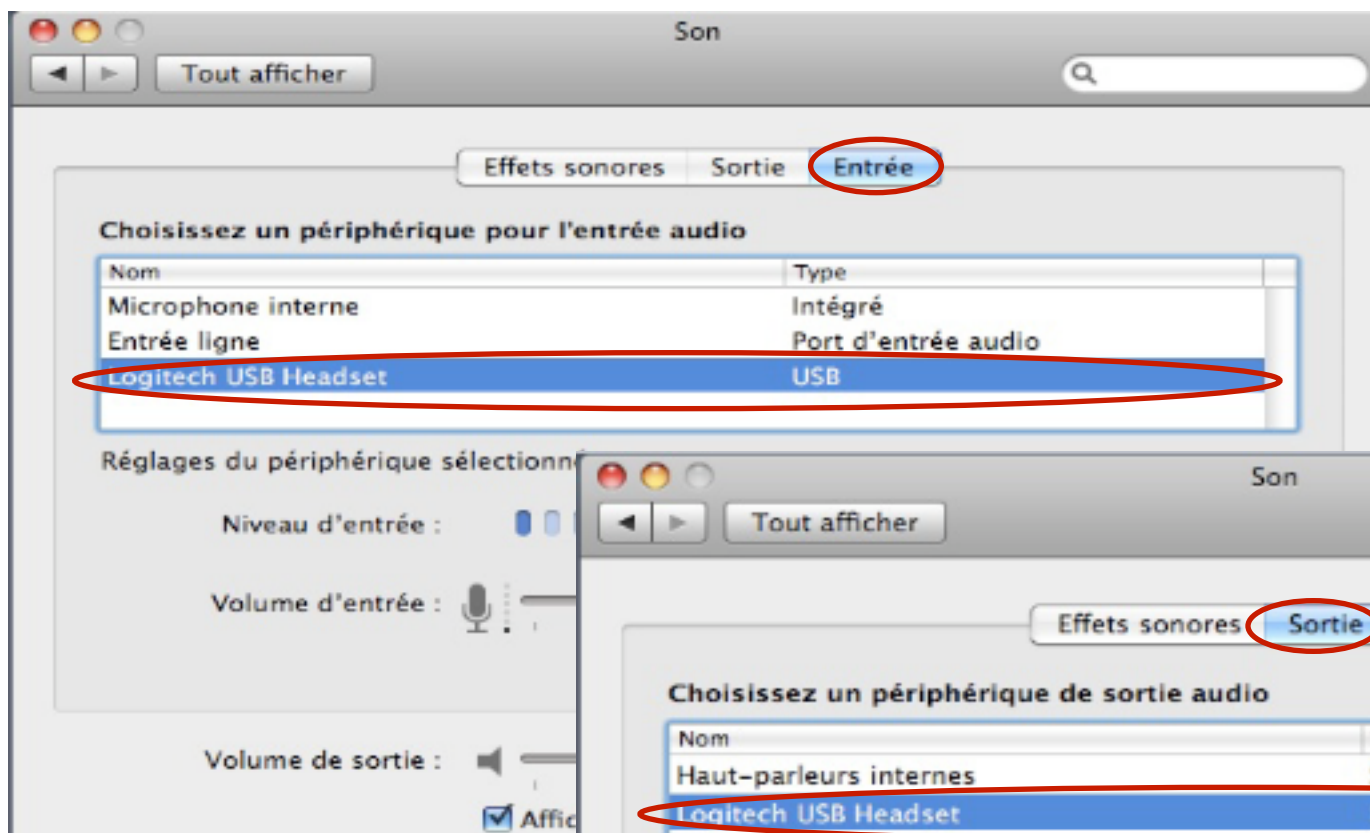 Son
Tout afficher
Effets sonores Sortie Entrée
Choisissez un périphérique pour l'entrée audio
Nom Type
Microphone interne Intégré
Entrée ligne Port d'entrée audio
Logitech USB Headset USB
Réglages du périphérique sélectionn
Niveau d'entrée :
Volume d'entrée :
Volume de sortie :
Affic
Son
Tout afficher
Effets sonores Sortie
Choisissez un périphérique de sortie audio
Nom
Haut-parleurs internes
Logitech USB Headset